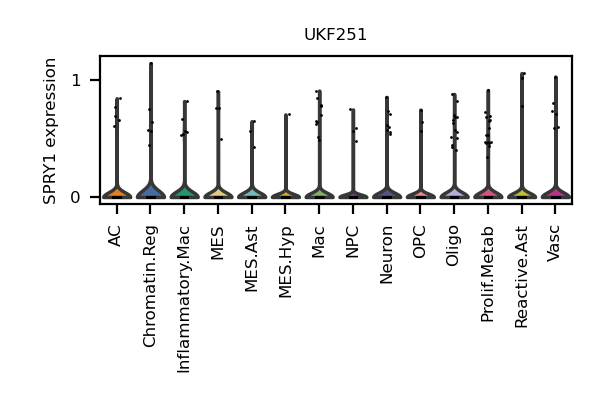 UKF251
SPRY1 expression
1
0
AC
Chromatin.Reg
Inflammatory.Mac
MES
MES.Ast
MES.Hyp
Mac
NPC
Neuron
OPC
Oligo
Prolif.Metab
Reactive.Ast
Vasc